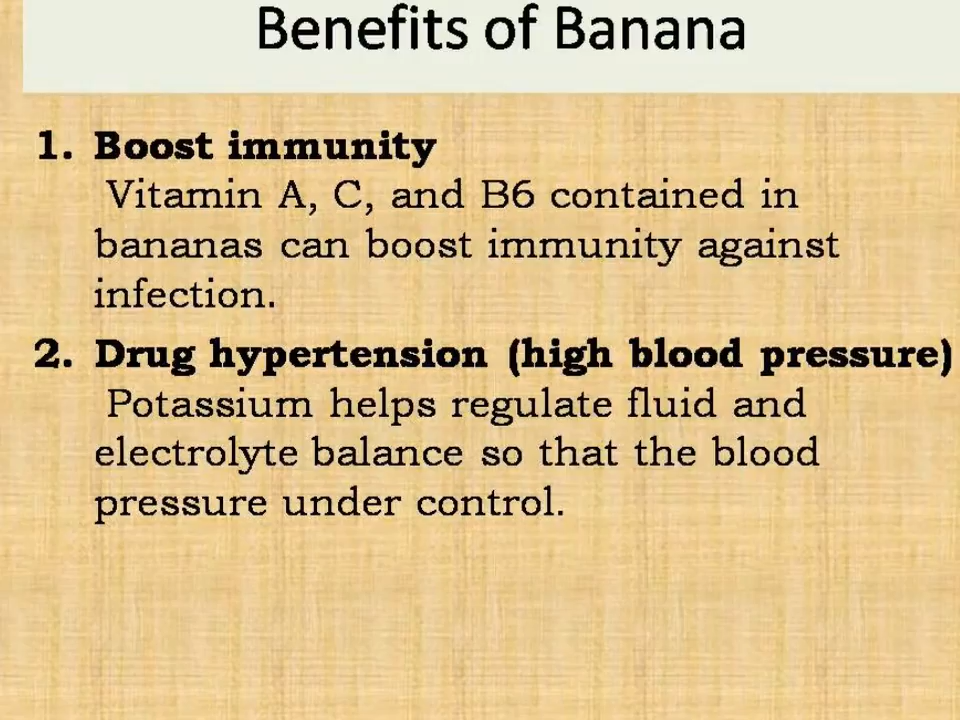 Benefits of Banana
1. Boost immunity
Vitamin A, C, and B6 contained in
bananas can boost immunity against
infection.
2. Drug hypertension (high blood pressure)
Potassium helps regulate fluid and
electrolyte balance so that the blood
pressure under control.